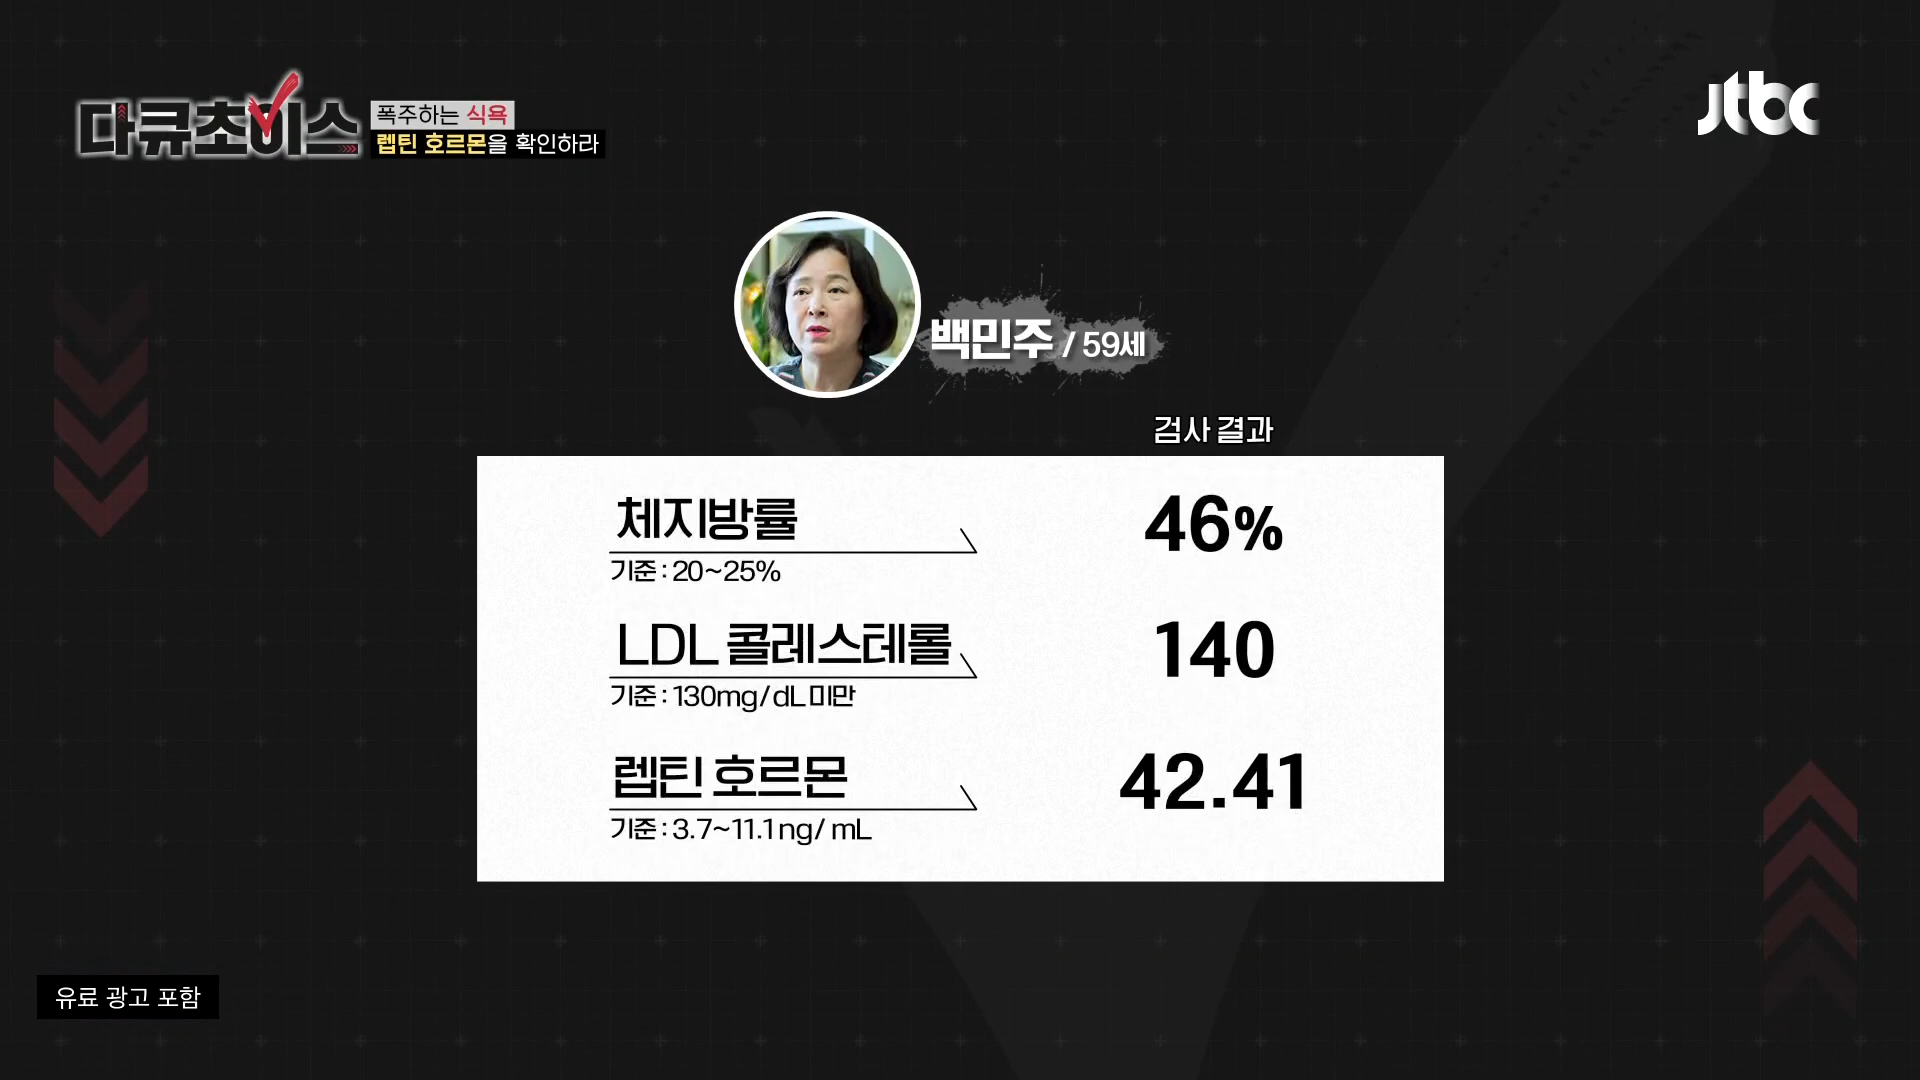 다큐초이스
폭주하는 식욕
렙틴 호르몬을 확인하라
jtbc
백민주 / 59세
검사 결과
체지방률 46%
기준 : 20~25%
LDL 콜레스테롤 140
기준 : 130mg/dL 미만
렙틴 호르몬 42.41
기준 : 3.7~11.1 ng/ mL
유료 광고 포함